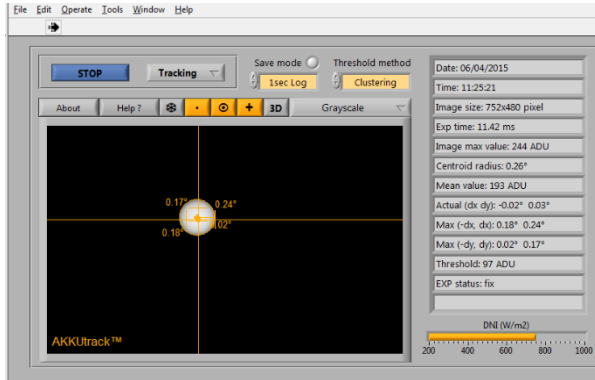 File Edit Operate Tools Window Help
STOP
Tracking
Save mode
1sec Log
Threshold method
Clustering
About Help ? 3D Grayscale
0.17° 0.24°
0.18° 02°
AKKUtrack™
Date: 06/04/2015
Time: 11:25:21
Image size: 752x480 pixel
Exp time: 11.42 ms
Image max value: 244 ADU
Centroid radius: 0.26°
Mean value: 193 ADU
Actual (dx dy): -0.02° 0.03°
Max (-dx, dx): 0.18° 0.24°
Max (-dy, dy): 0.02° 0.17°
Threshold: 97 ADU
EXP status: fix
DNI (W/m2)
200 400 600 800 1000